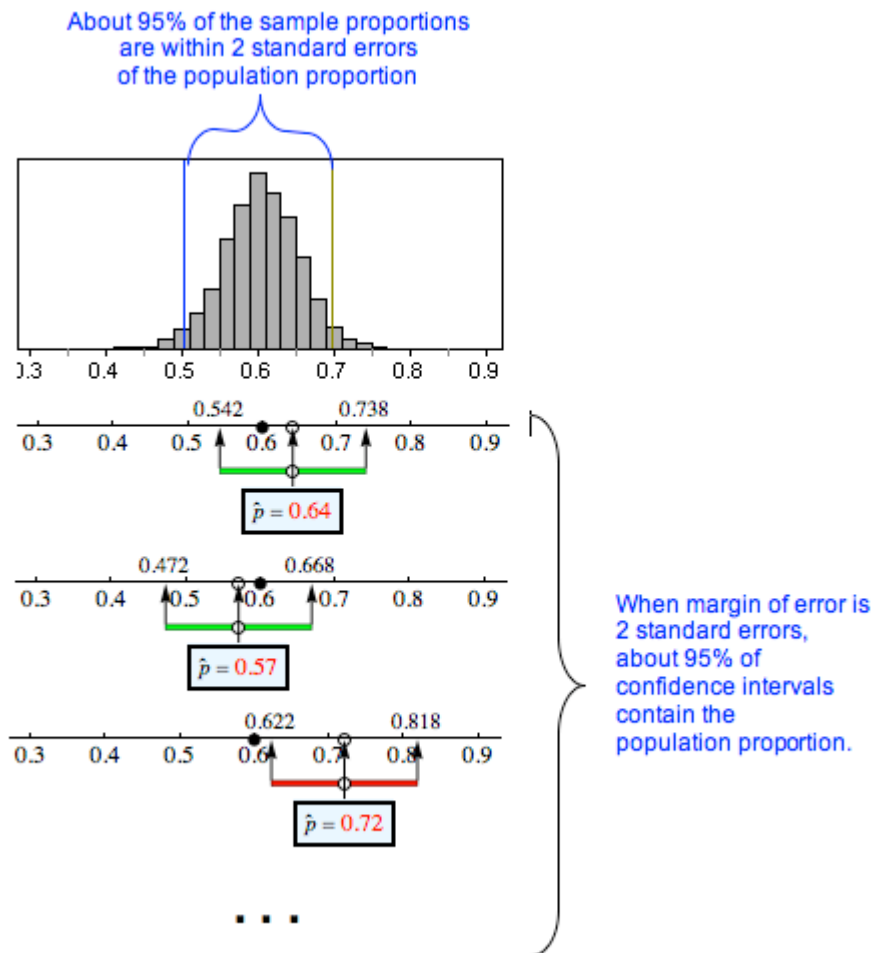 About 95% of the sample proportions
are within 2 standard errors
of the population proportion
0.3 0.4 0.5 0.6 0.7 0.8 0.9
0.542 0.738
0.3 0.4 0.5 0.6 0.7 0.8 0.9
p̂ = 0.64
0.472 0.668
0.3 0.4 0.5 0.6 0.7 0.8 0.9
p̂ = 0.57
0.622 0.818
0.3 0.4 0.5 0.6 0.7 0.8 0.9
p̂ = 0.72
. . .
When margin of error is
2 standard errors,
about 95% of
confidence intervals
contain the
population proportion.